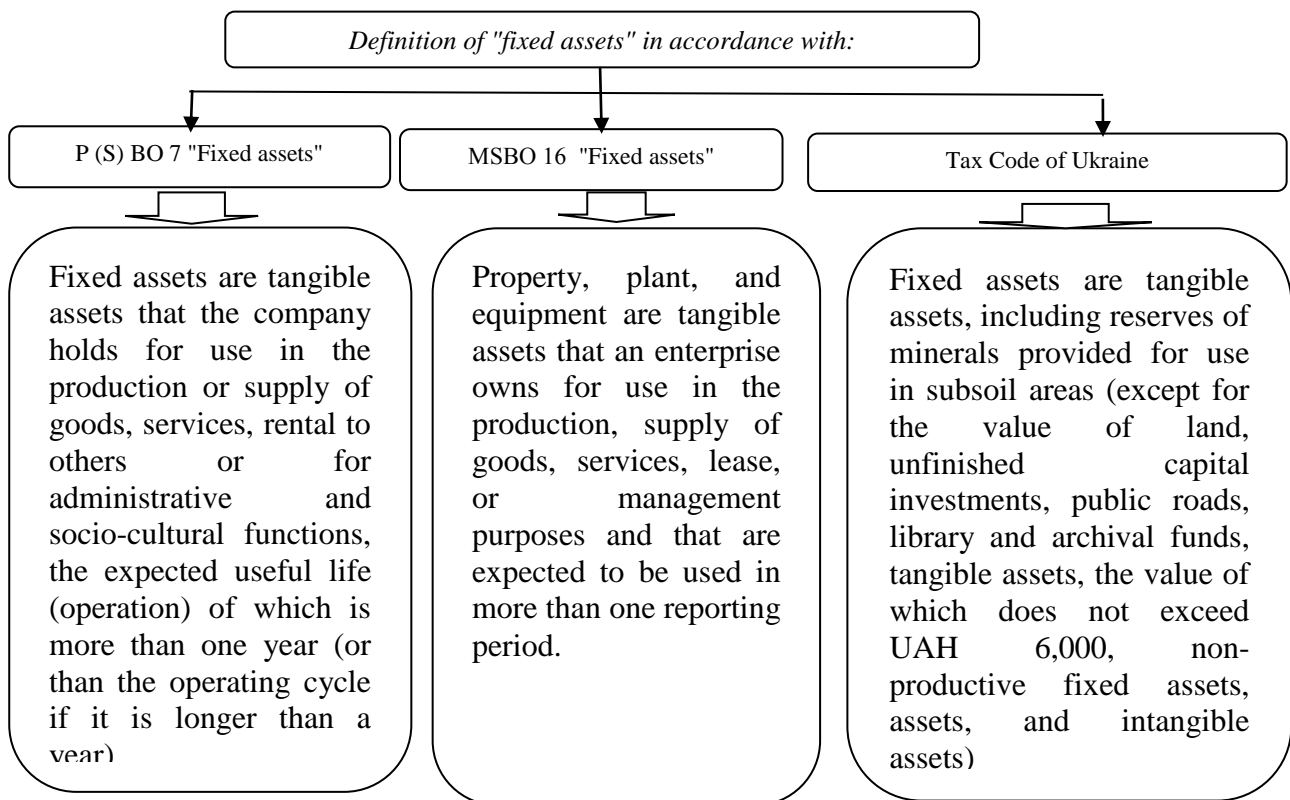 Definition of "fixed assets" in accordance with:
P (S) BO 7 "Fixed assets"
MSBO 16 "Fixed assets"
Tax Code of Ukraine
Fixed assets are tangible
assets that the company
holds for use in the
production or supply of
goods, services, rental to
others or for
administrative and
socio-cultural functions,
the expected useful life
(operation) of which is
more than one year (or
than the operating cycle
if it is longer than a
year)
Property, plant, and
equipment are tangible
assets that an enterprise
owns for use in the
production, supply of
goods, services, lease,
or management
purposes and that are
expected to be used in
more than one reporting
period.
Fixed assets are tangible
assets, including reserves of
minerals provided for use
in subsoil areas (except for
the value of land,
unfinished capital
investments, public roads,
library and archival funds,
tangible assets, the value of
which does not exceed
UAH 6,000, non-
productive fixed assets,
assets, and intangible
assets)